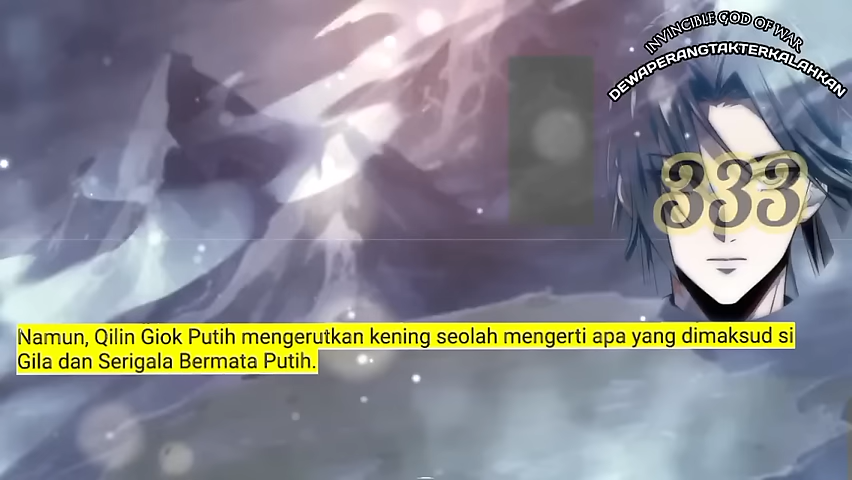 INVINCIBLE GOD OF WAR
DEWAPERANGTAKTERKALAHKAN
333
Namun, Qilin Giok Putih mengerutkan kening seolah mengerti apa yang dimaksud si
Gila dan Serigala Bermata Putih.